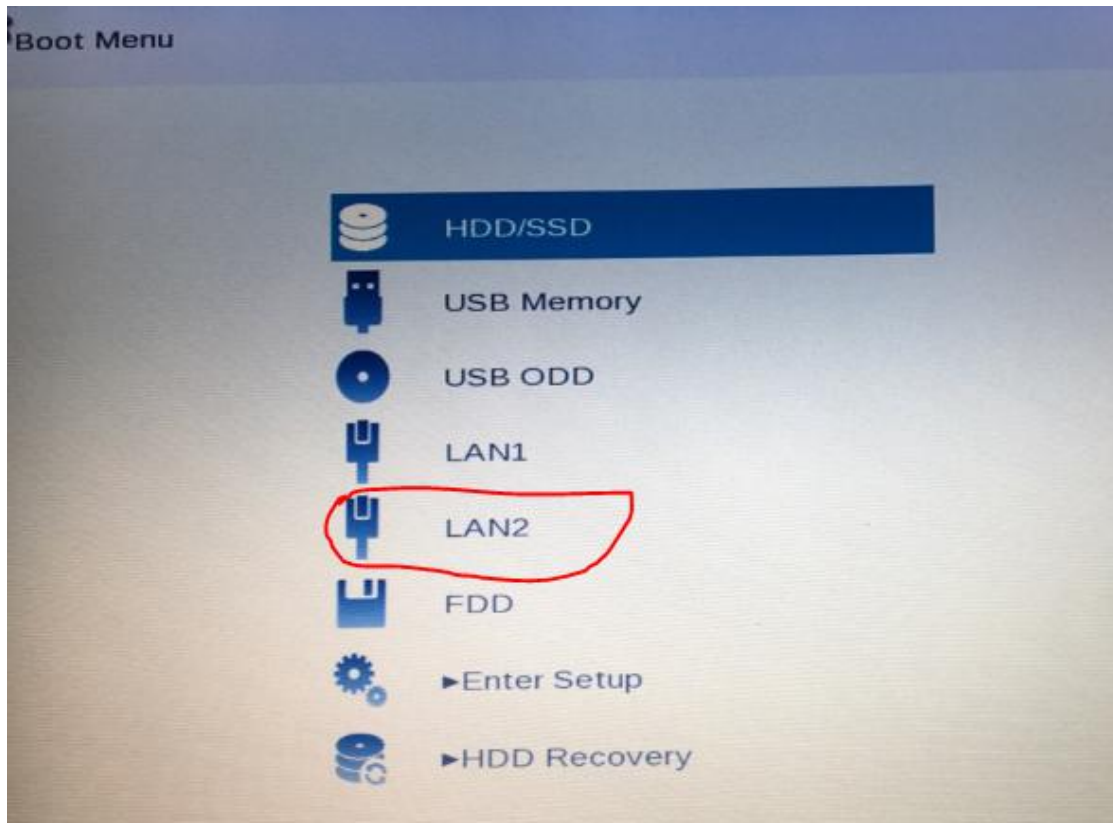 Boot Menu
HDD/SSD
USB Memory
USB ODD
LAN1
LAN2
FDD
►Enter Setup
►HDD Recovery